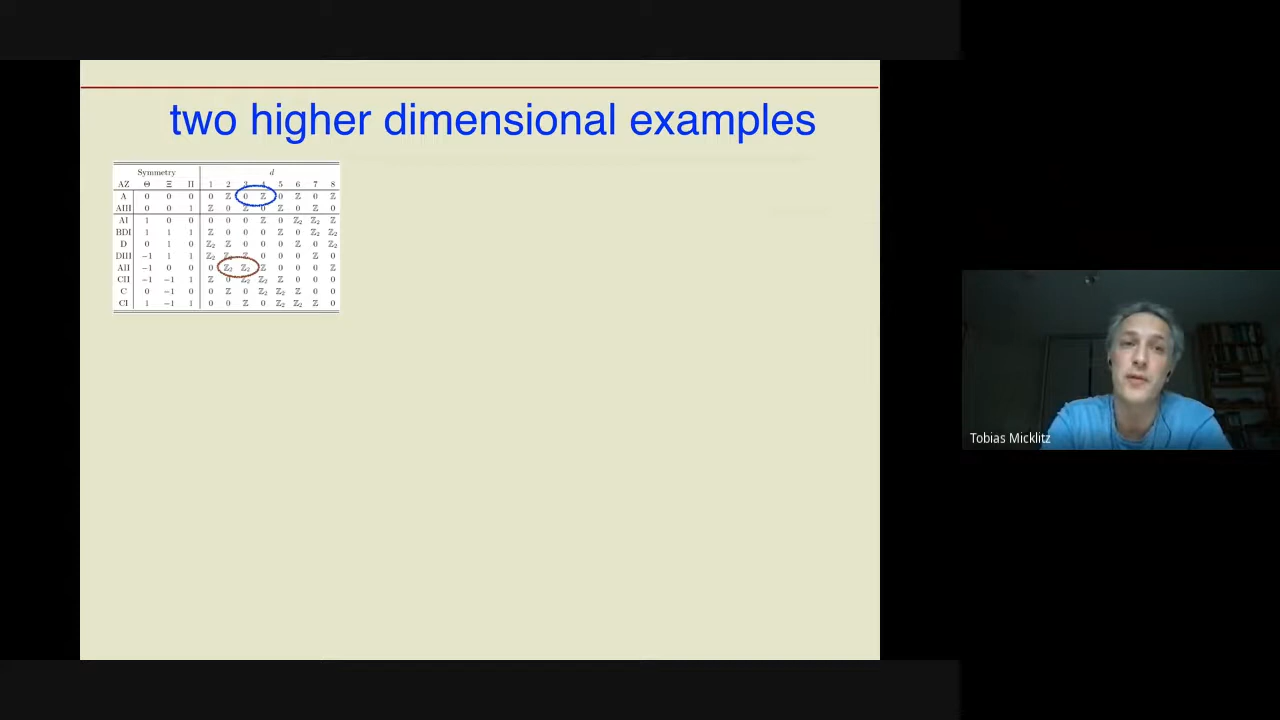 two higher dimensional examples
Symmetry d
AZ Θ Ξ Π 1 2 3 4 5 6 7 8
A 0 0 0 0 ℤ 0 ℤ 0 ℤ 0 ℤ
AIII 0 0 1 ℤ 0 ℤ 0 ℤ 0 ℤ 0
AI 1 0 0 0 0 0 ℤ 0 ℤ₂ ℤ₂ ℤ
BDI 1 1 1 ℤ 0 0 0 ℤ 0 ℤ₂ ℤ₂
D 0 1 0 ℤ₂ ℤ 0 0 0 ℤ 0 ℤ₂
DIII −1 1 1 ℤ₂ ℤ₂ ℤ 0 0 0 ℤ 0
AII −1 0 0 0 ℤ₂ ℤ₂ ℤ 0 0 0 ℤ
CII −1 −1 1 ℤ 0 ℤ₂ ℤ₂ ℤ 0 0 0
C 0 −1 0 0 ℤ 0 ℤ₂ ℤ₂ ℤ 0 0
CI 1 −1 1 0 0 ℤ 0 ℤ₂ ℤ₂ ℤ 0
Tobias Micklitz